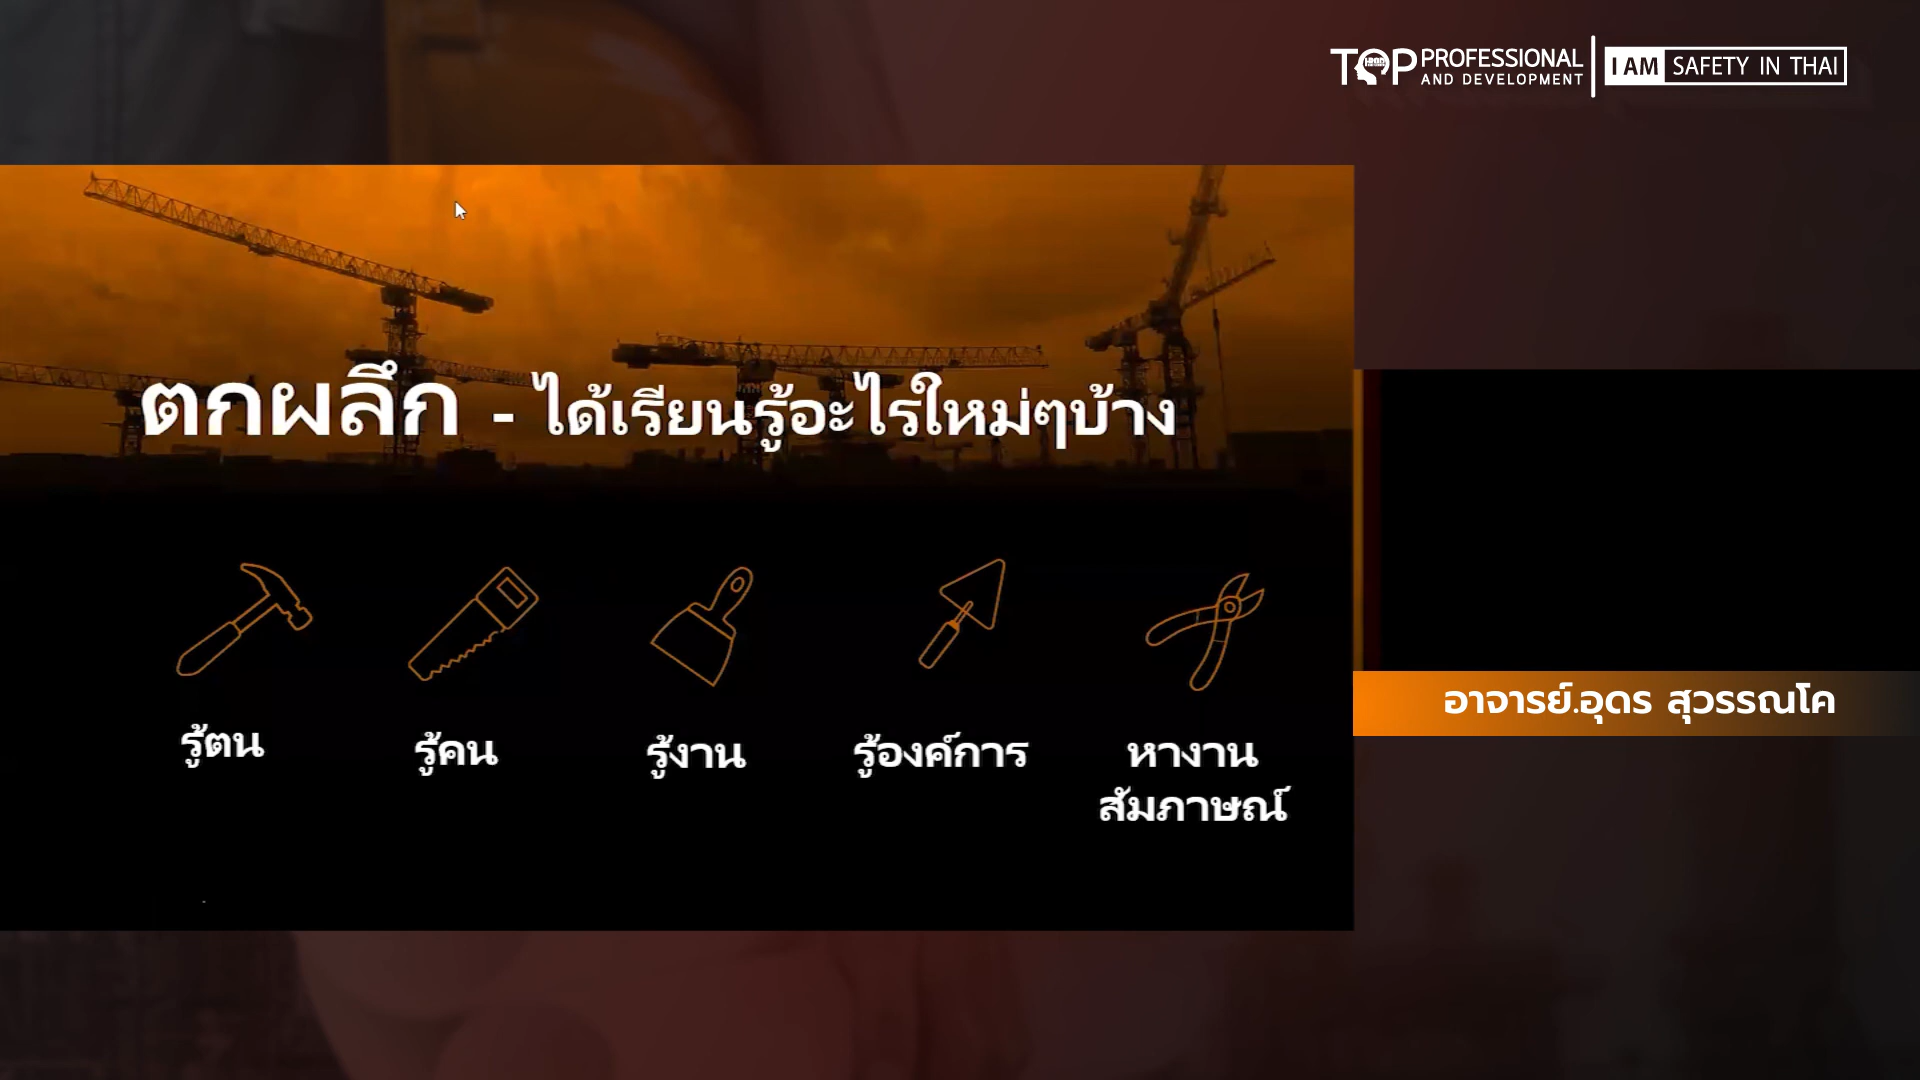 TOP PROFESSIONAL
AND DEVELOPMENT
I AM SAFETY IN THAI
ตกผลึก - ได้เรียนรู้อะไรใหม่ๆบ้าง
รู้ตน
รู้คน
รู้งาน
รู้องค์การ
หางาน
สัมภาษณ์
อาจารย์.อุดร สุวรรณโค